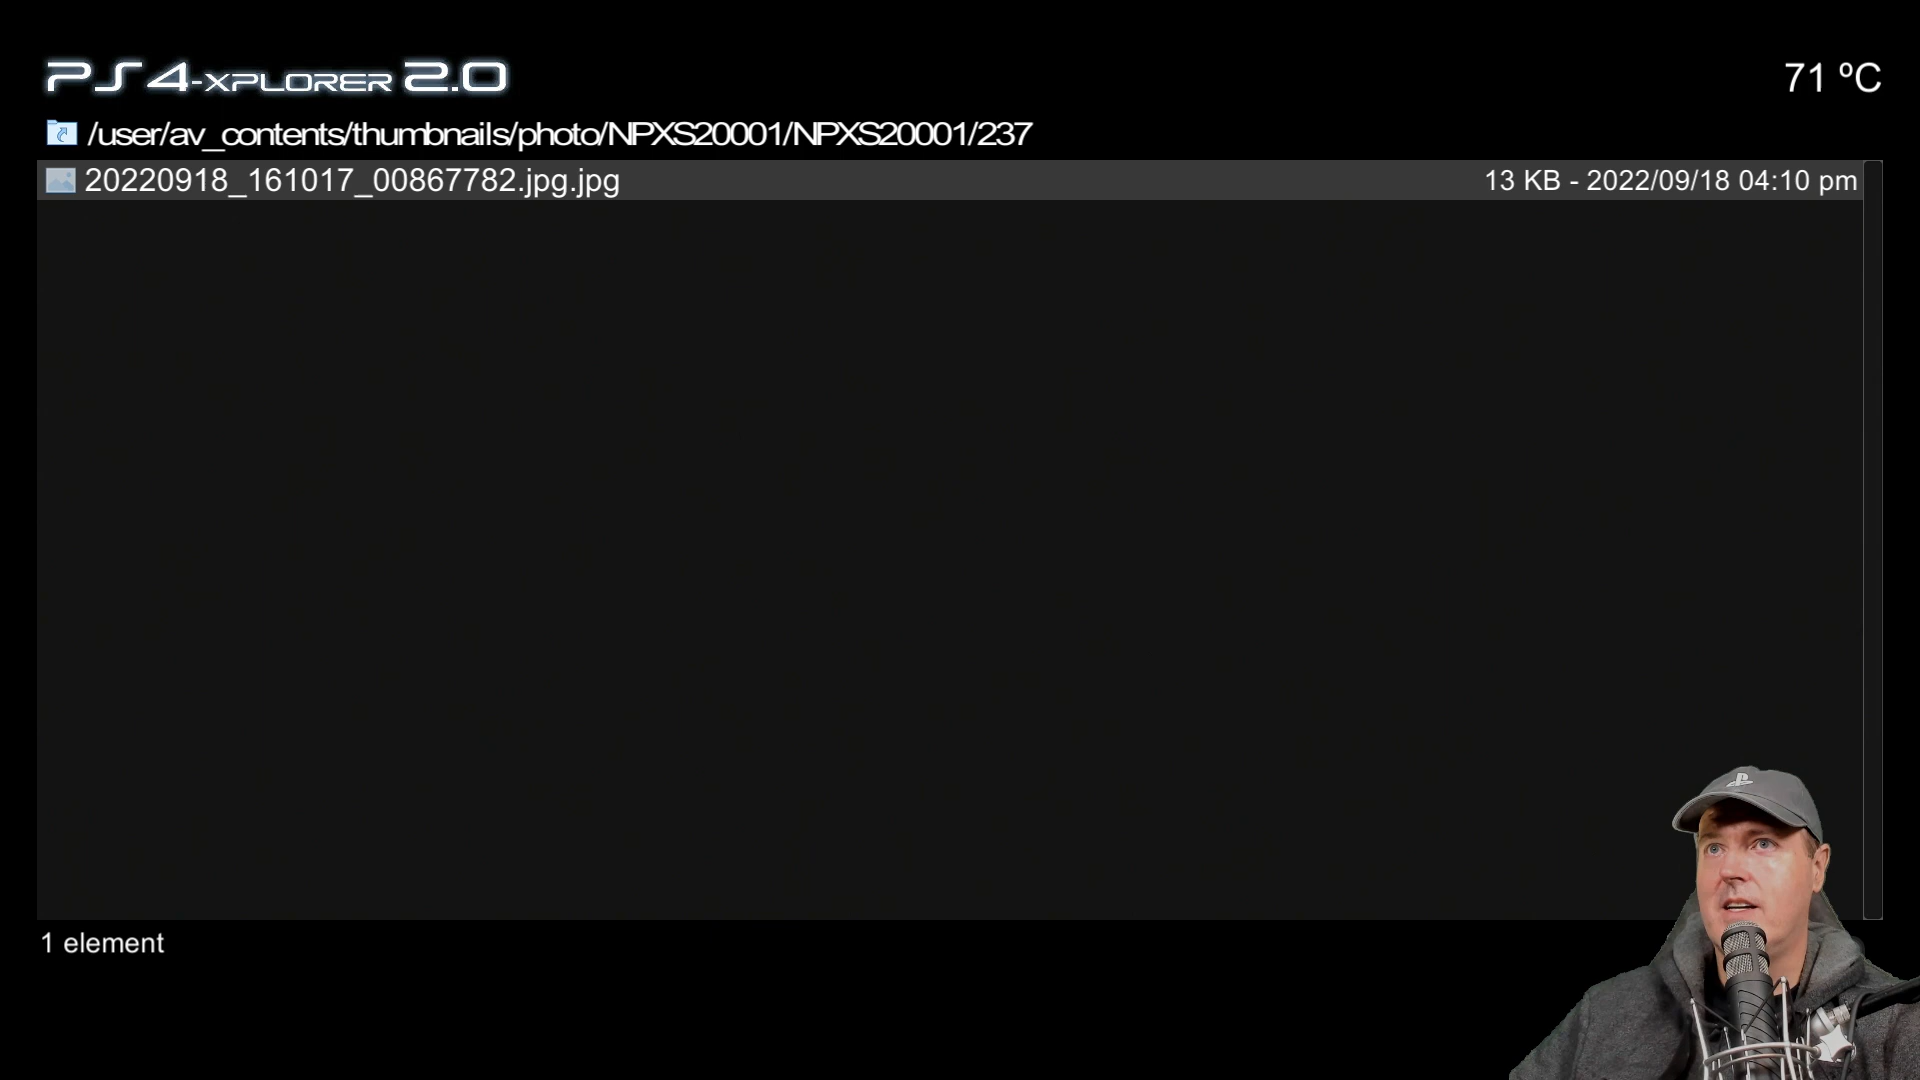 PS4-XPLORER 2.0
71 ºC
/user/av_contents/thumbnails/photo/NPXS20001/NPXS20001/237
20220918_161017_00867782.jpg.jpg
13 KB - 2022/09/18 04:10 pm
1 element